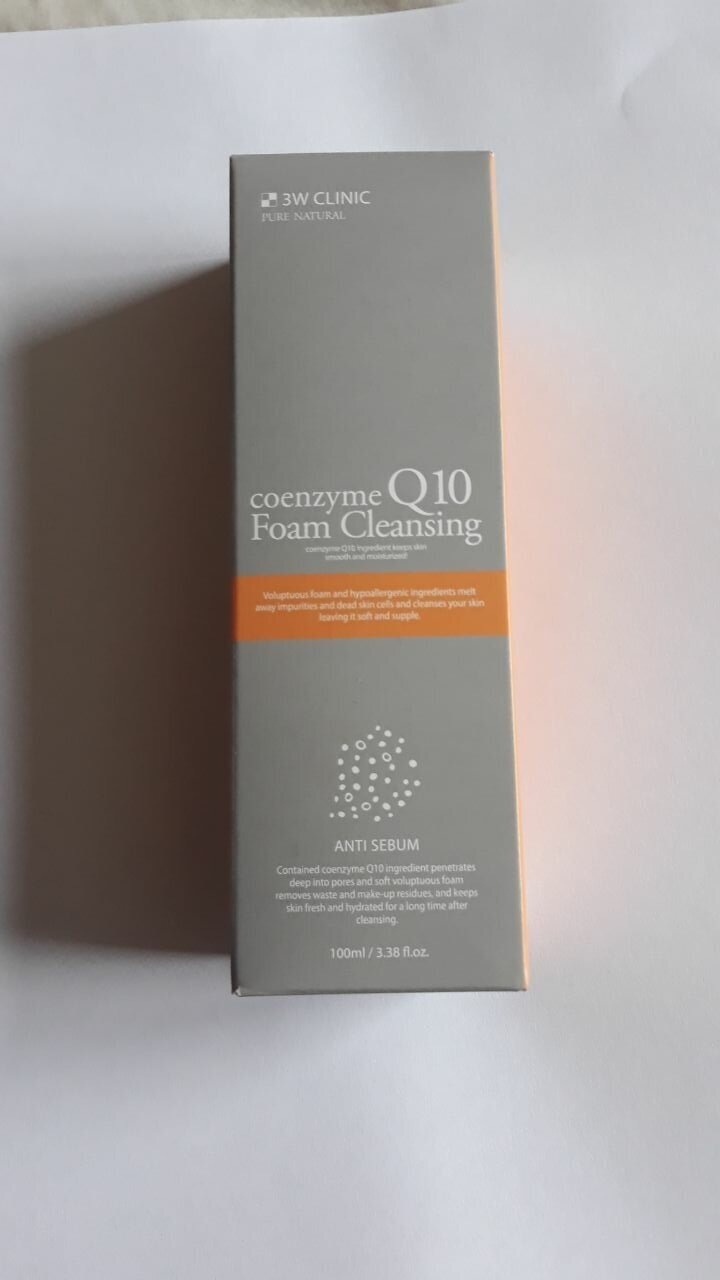 3W CLINIC
PURE NATURAL
coenzyme Q10
Foam Cleansing
coenzyme Q10 ingredient keeps skin
smooth and moisturized!
Voluptuous foam and hypoallergenic ingredients melt
away impurities and dead skin cells and cleanses your skin
leaving it soft and supple.
ANTI SEBUM
Contained coenzyme Q10 ingredient penetrates
deep into pores and soft voluptuous foam
removes waste and make-up residues, and keeps
skin fresh and hydrated for a long time after
cleansing.
100ml / 3.38 fl.oz.